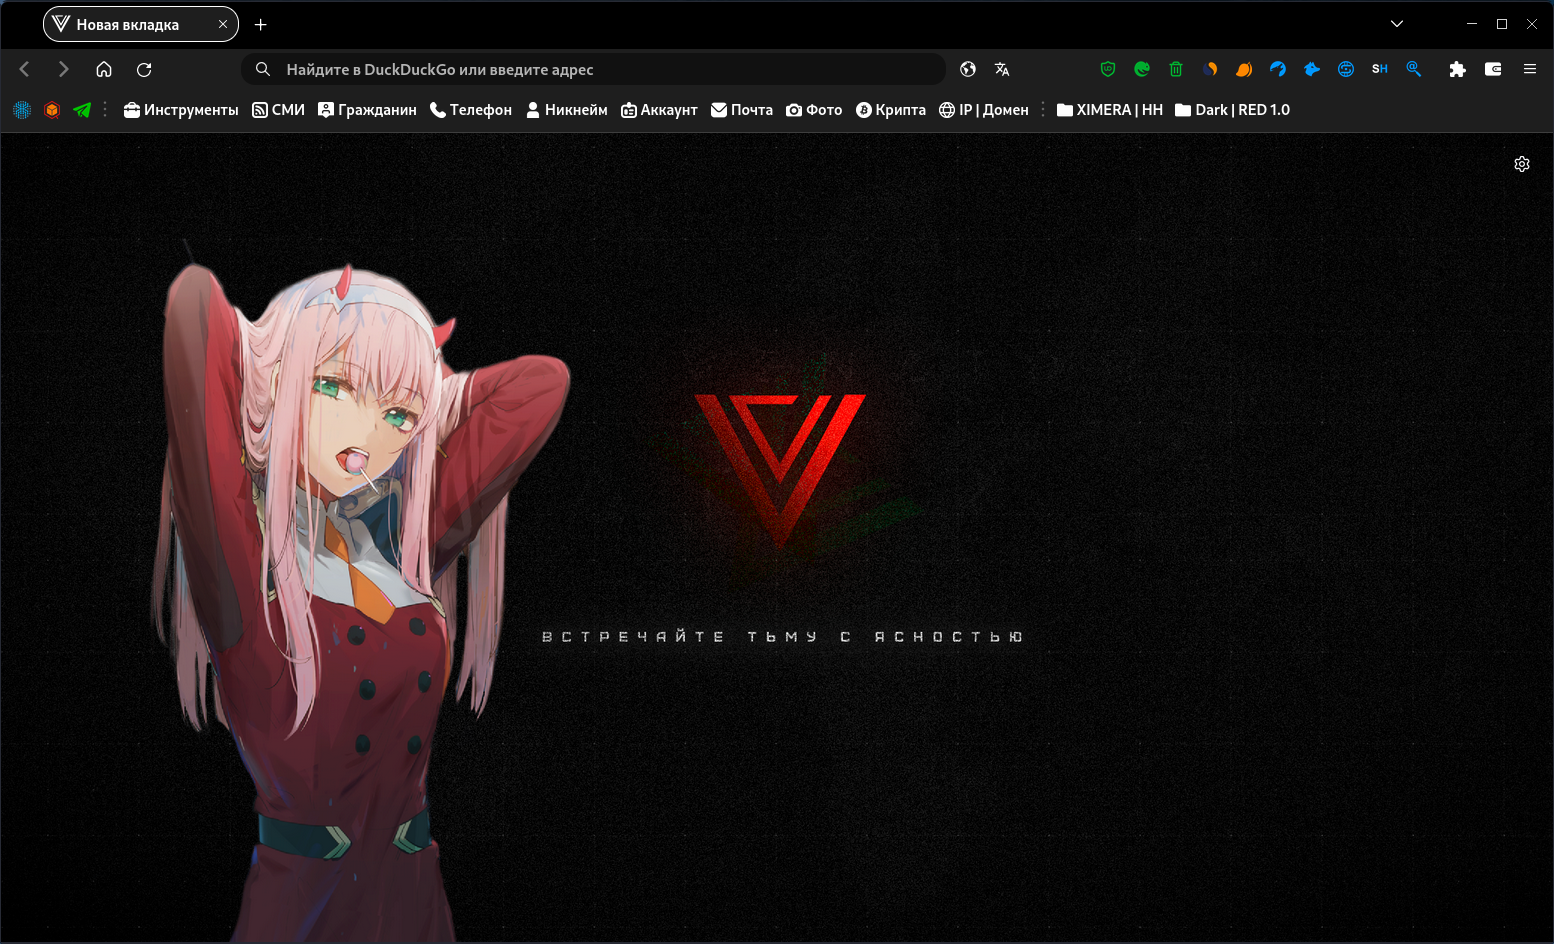 Новая вкладка
Найдите в DuckDuckGo или введите адрес
SH
Инструменты СМИ Гражданин Телефон Никнейм Аккаунт Почта Фото Крипта IP | Домен XIMERA | HH Dark | RED 1.0
ВСТРЕЧАЙТЕ ТЬМУ С ЯСНОСТЬЮ